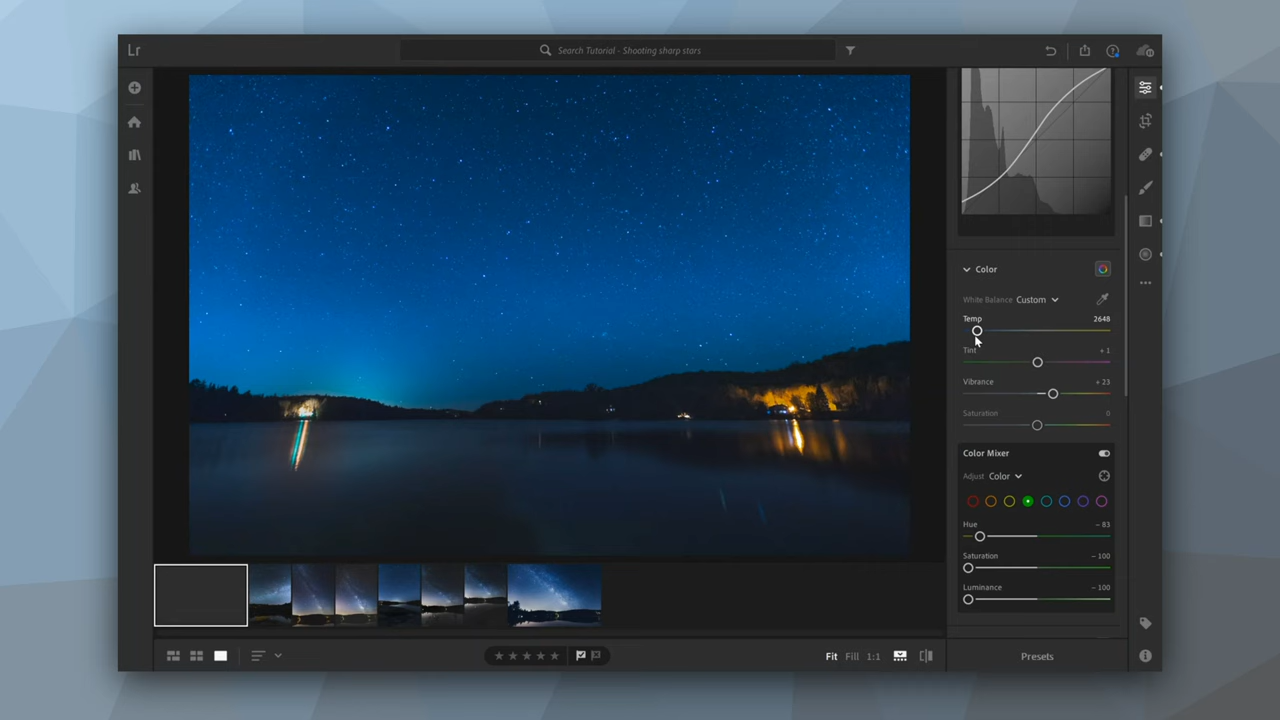 Lr
Search Tutorial - Shooting sharp stars
Color
White Balance Custom
Temp 2648
Tint + 1
Vibrance + 23
Saturation 0
Color Mixer
Adjust Color
Hue – 83
Saturation – 100
Luminance – 100
Fit Fill 1:1
Presets